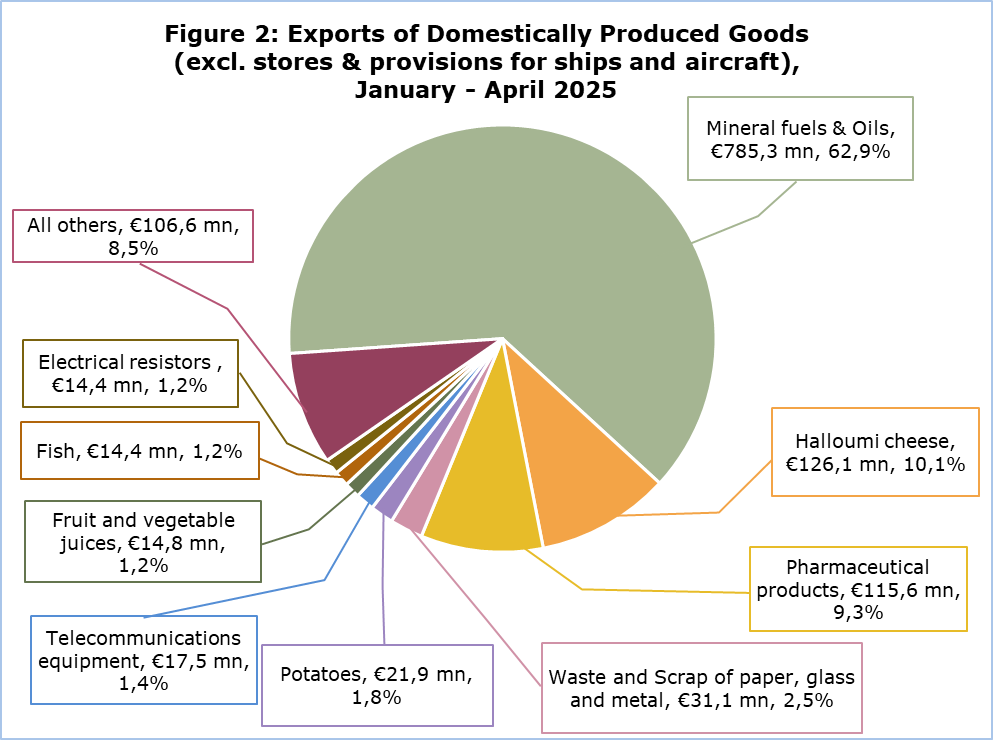 Figure 2: Exports of Domestically Produced Goods
(excl. stores & provisions for ships and aircraft),
January - April 2025
Mineral fuels & Oils,
€785,3 mn, 62,9%
All others, €106,6 mn,
8,5%
Electrical resistors ,
€14,4 mn, 1,2%
Fish, €14,4 mn, 1,2%
Halloumi cheese,
€126,1 mn, 10,1%
Fruit and vegetable
juices, €14,8 mn,
1,2%
Pharmaceutical
products, €115,6 mn,
9,3%
Telecommunications
equipment, €17,5 mn,
1,4%
Potatoes, €21,9 mn,
1,8%
Waste and Scrap of paper, glass
and metal, €31,1 mn, 2,5%